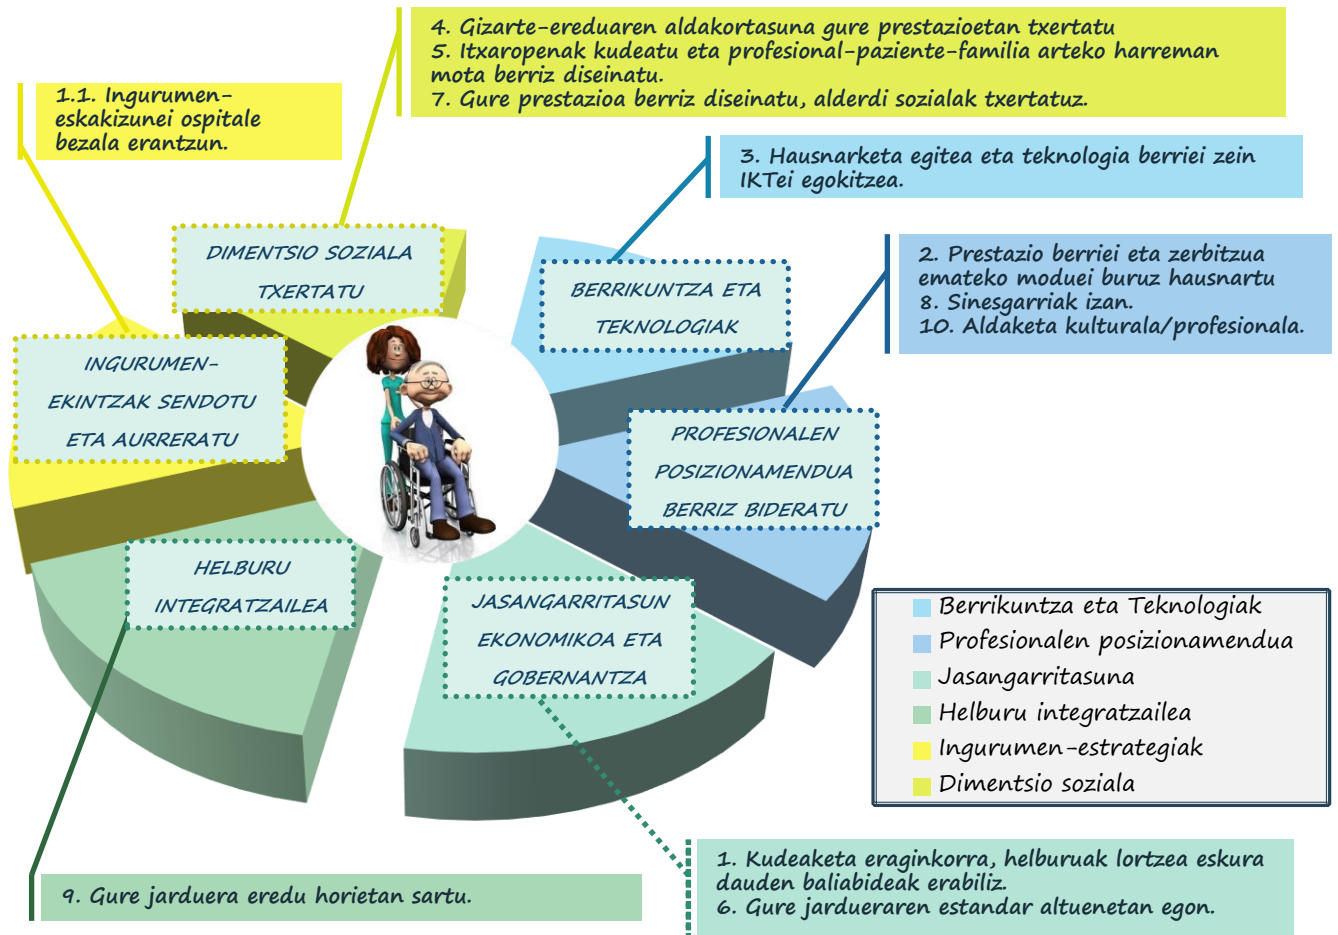 4. Gizarte-ereduaren aldakortasuna gure prestazioetan txertatu
5. Itxaropenak kudeatu eta profesional-paziente-familia arteko harreman
mota berriz diseinatu.
7. Gure prestazioa berriz diseinatu, alderdi sozialak txertatuz.
1.1. Ingurumen-
eskakizunei ospitale
bezala erantzun.
3. Hausnarketa egitea eta teknologia berriei zein
IKTei egokitzea.
2. Prestazio berriei eta zerbitzua
emateko moduei buruz hausnartu
8. Sinesgarriak izan.
10. Aldaketa kulturala/profesionala.
DIMENTSIO SOZIALA
TXERTATU
BERRIKUNTZA ETA
TEKNOLOGIAK
INGURUMEN-
EKINTZAK SENDOTU
ETA AURRERATU
PROFESIONALEN
POSIZIONAMENDUA
BERRIZ BIDERATU
HELBURU
INTEGRATZAILEA
JASANGARRITASUN
EKONOMIKOA ETA
GOBERNANTZA
Berrikuntza eta Teknologiak
Profesionalen posizionamendua
Jasangarritasuna
Helburu integratzailea
Ingurumen-estrategiak
Dimentsio soziala
9. Gure jarduera eredu horietan sartu.
1. Kudeaketa eraginkorra, helburuak lortzea eskura
dauden baliabideak erabiliz.
6. Gure jardueraren estandar altuenetan egon.